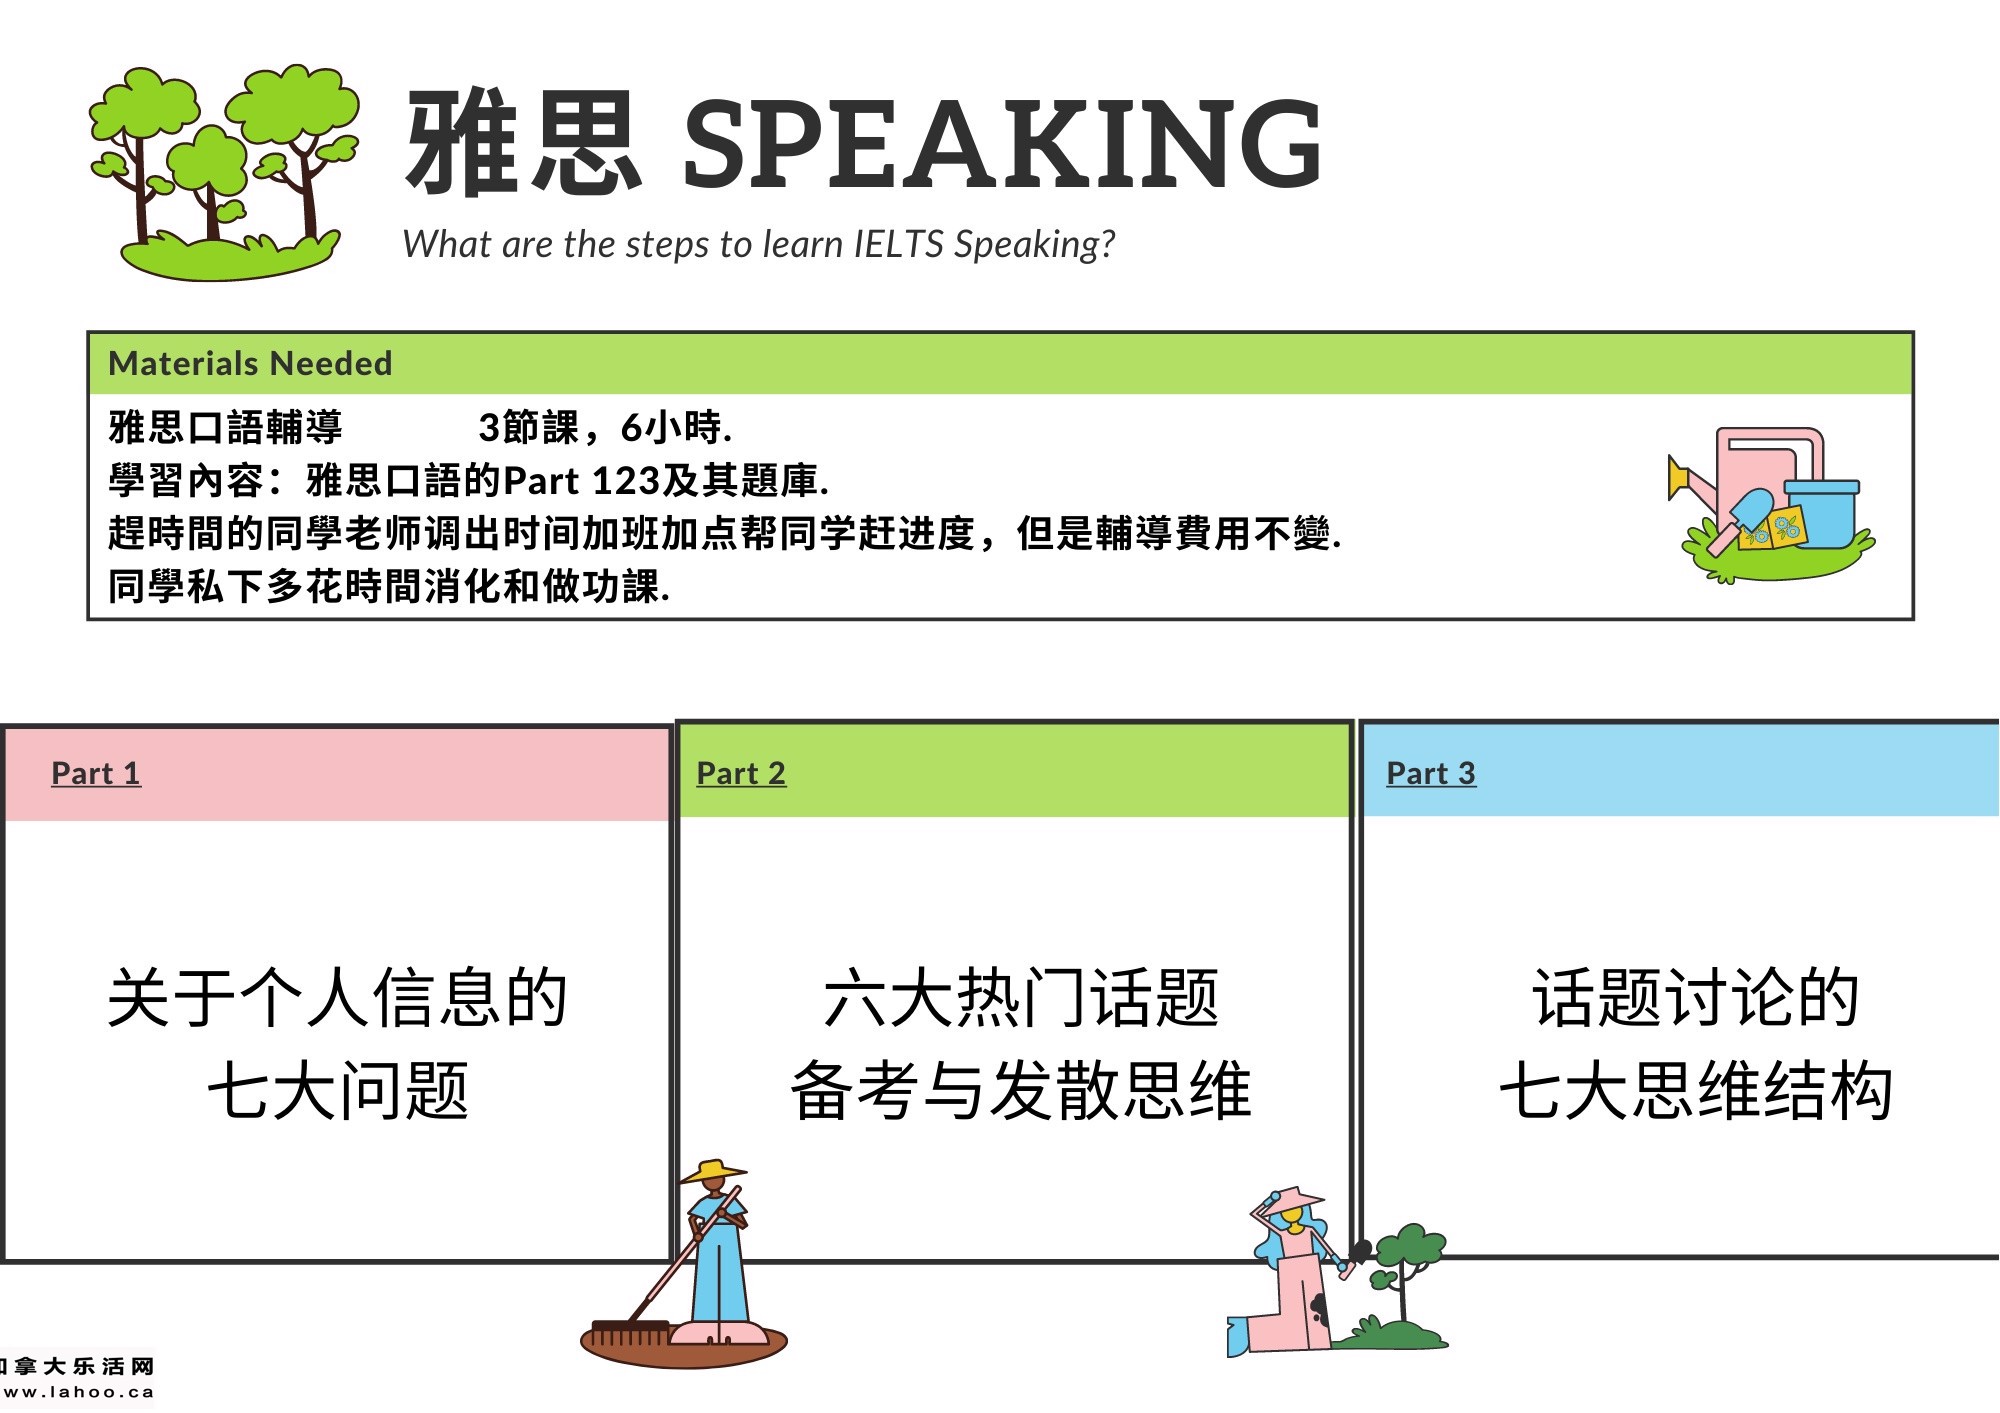 雅思 SPEAKING
What are the steps to learn IELTS Speaking?
Materials Needed
雅思口語輔導 3節課，6小時.
學習內容：雅思口語的Part 123及其題庫.
趕時間的同學老师调出时间加班加点帮同学赶进度，但是輔導費用不變.
同學私下多花時間消化和做功課.
Part 1
关于个人信息的
七大问题
Part 2
六大热门话题
备考与发散思维
Part 3
话题讨论的
七大思维结构
拿大乐活网
ww.lahoo.ca